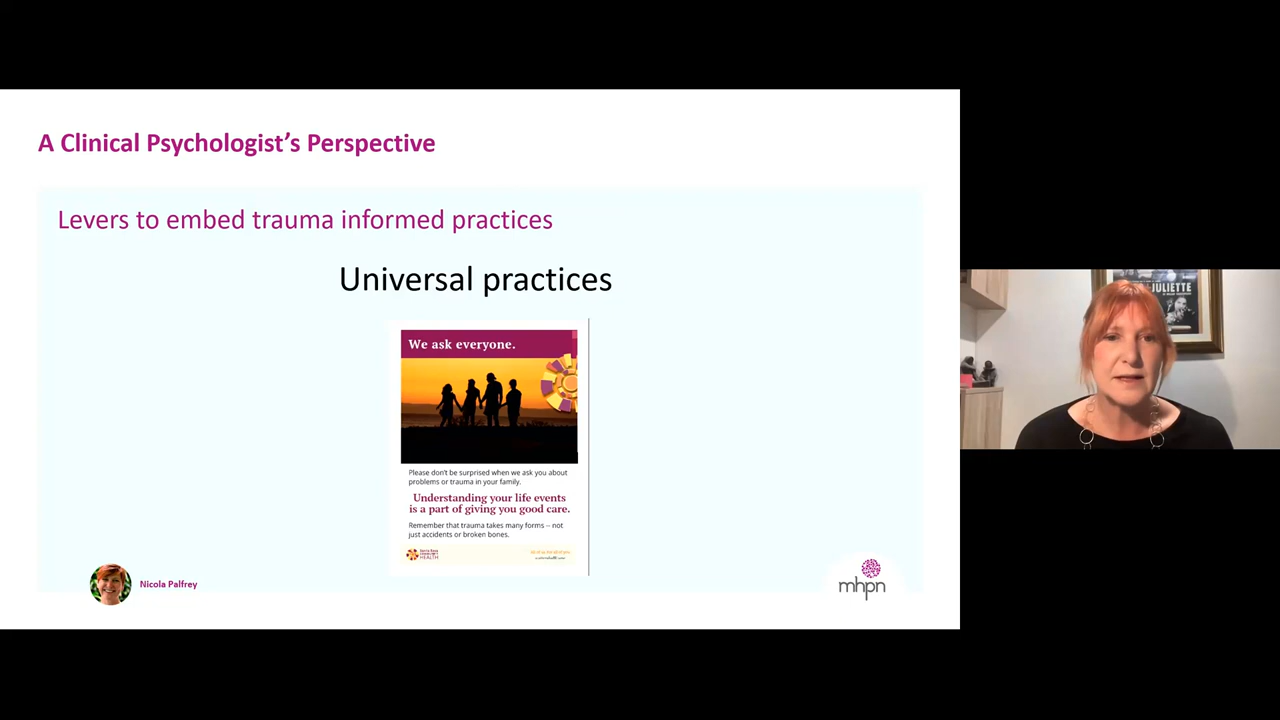 A Clinical Psychologist's Perspective
Levers to embed trauma informed practices
Universal practices
We ask everyone.
Please don't be surprised when we ask you about
problems or trauma in your family.
Understanding your life events
is a part of giving you good care.
Remember that trauma takes many forms – not
just accidents or broken bones.
HEALTH
Nicola Palfrey
mhpn
JULIETTE